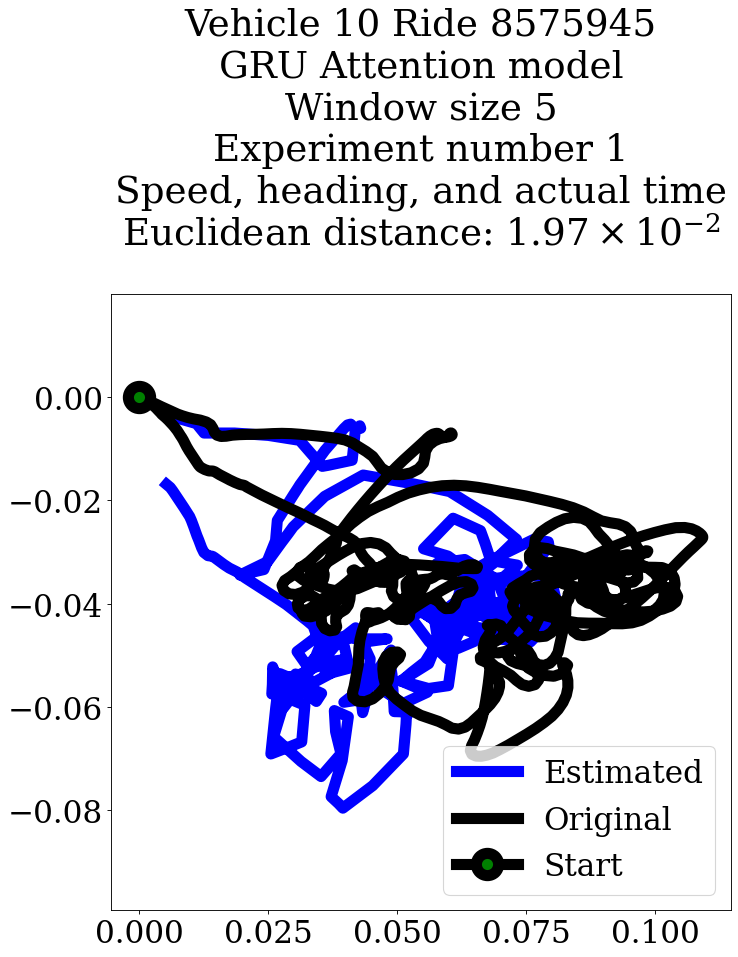 Vehicle 10 Ride 8575945
GRU Attention model
Window size 5
Experiment number 1
Speed, heading, and actual time
Euclidean distance: 1.97 × 10⁻²
0.00
−0.02
−0.04
−0.06
−0.08
Estimated
Original
Start
0.000 0.025 0.050 0.075 0.100